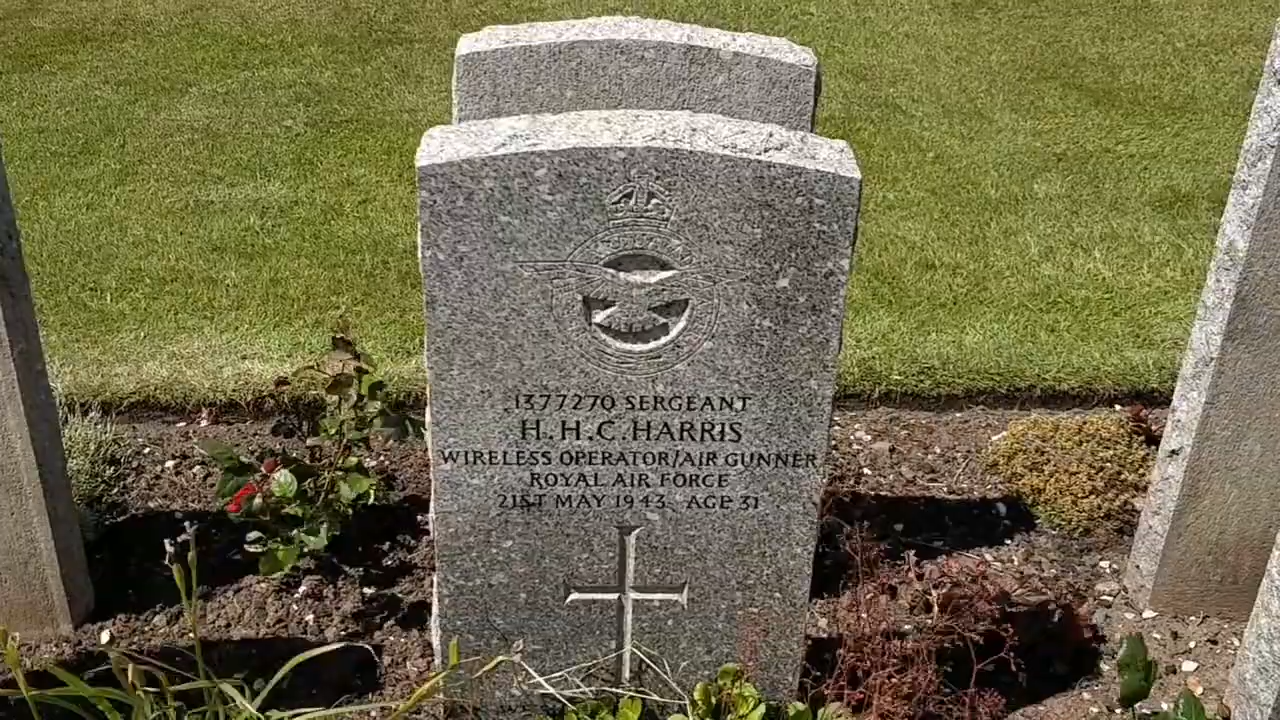 1377270 SERGEANT
H.H.C. HARRIS
WIRELESS OPERATOR/AIR GUNNER
ROYAL AIR FORCE
21ST MAY 1943 AGE 31